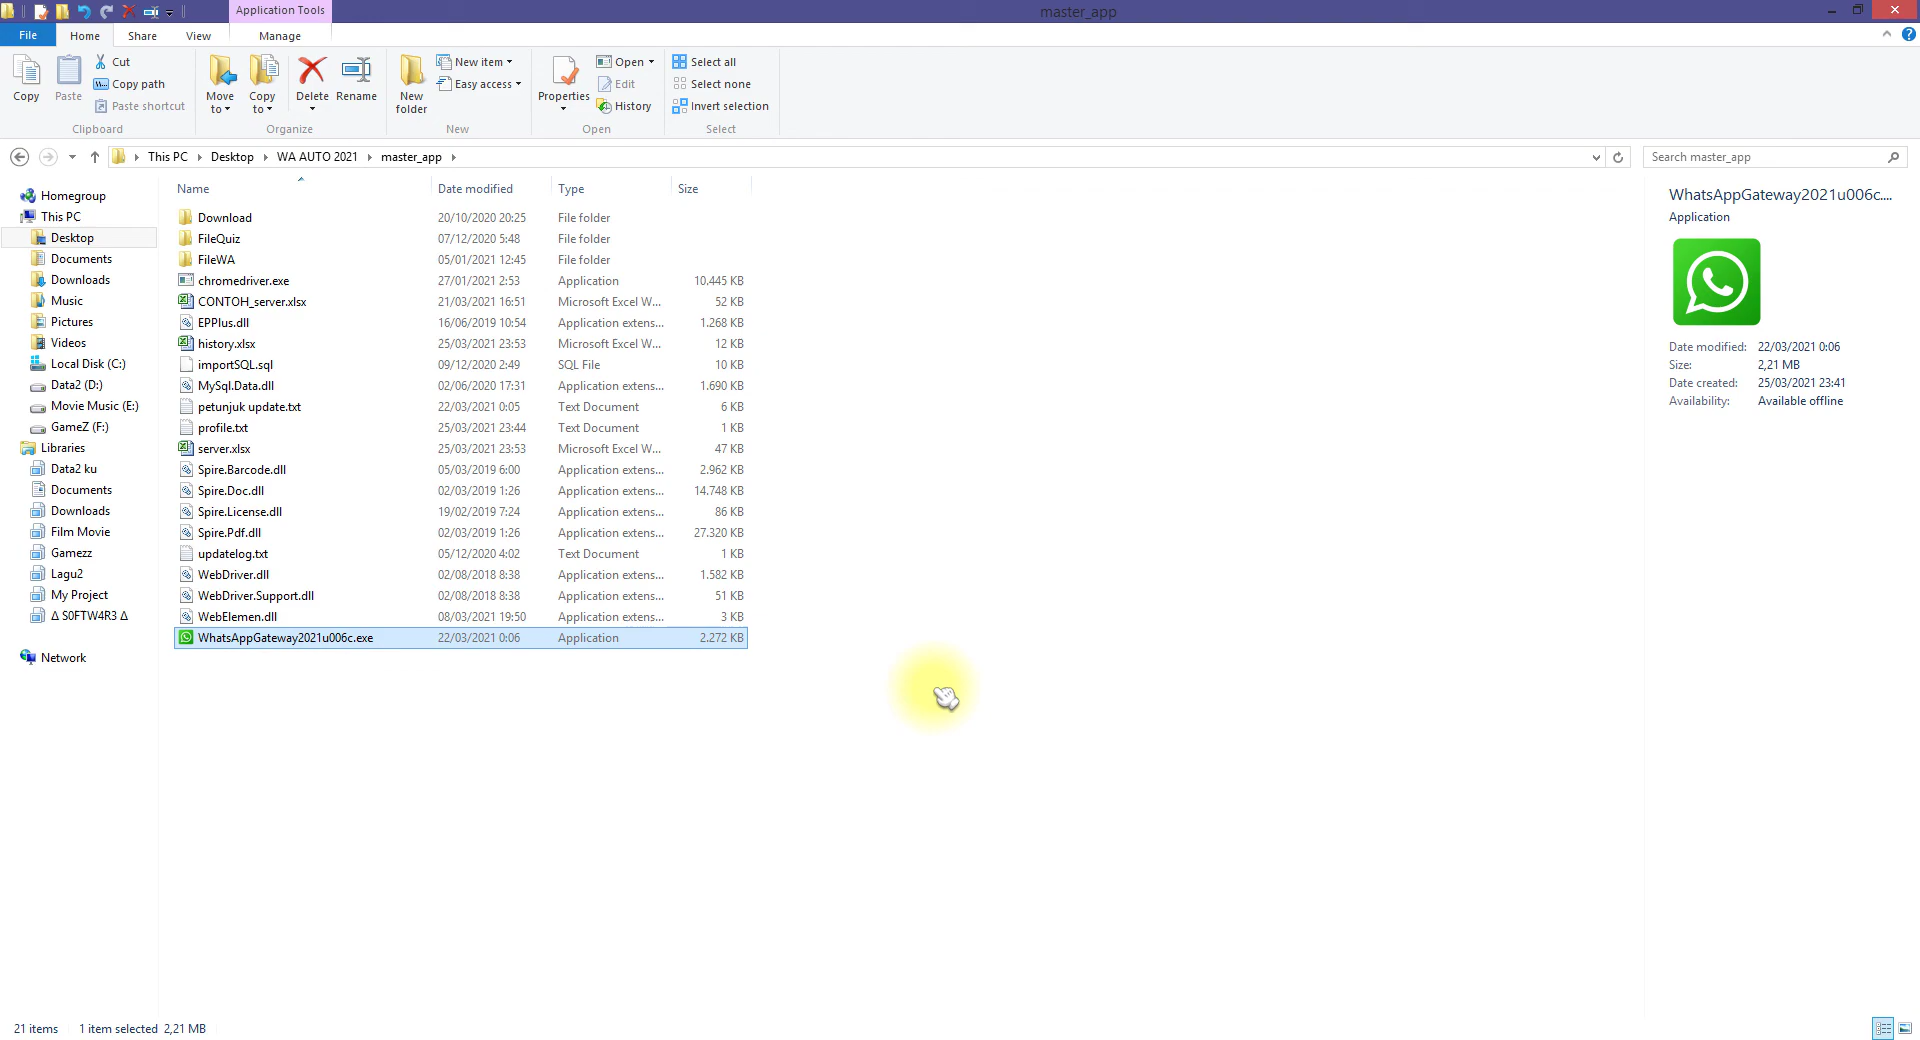 Application Tools
master_app
File Home Share View Manage
Copy Paste Cut Move to Copy to Delete Rename New folder New item Properties Open Select all
Copy path Easy access Edit Select none
Paste shortcut History Invert selection
Clipboard Organize New Open Select
This PC Desktop WA AUTO 2021 master_app Search master_app
Homegroup
This PC
Desktop
Documents
Downloads
Music
Pictures
Videos
Local Disk (C:)
Data2 (D:)
Movie Music (E:)
GameZ (F:)
Libraries
Data2 ku
Documents
Downloads
Film Movie
Gamezz
Lagu2
My Project
Δ S0FTW4R3 Δ
Network
Name Date modified Type Size
Download 20/10/2020 20:25 File folder
FileQuiz 07/12/2020 5:48 File folder
FileWA 05/01/2021 12:45 File folder
chromedriver.exe 27/01/2021 2:53 Application 10.445 KB
CONTOH_server.xlsx 21/03/2021 16:51 Microsoft Excel W... 52 KB
EPPlus.dll 16/06/2019 10:54 Application extens... 1.268 KB
history.xlsx 25/03/2021 23:53 Microsoft Excel W... 12 KB
importSQL.sql 09/12/2020 2:49 SQL File 10 KB
MySql.Data.dll 02/06/2020 17:31 Application extens... 1.690 KB
petunjuk update.txt 22/03/2021 0:05 Text Document 6 KB
profile.txt 25/03/2021 23:44 Text Document 1 KB
server.xlsx 25/03/2021 23:53 Microsoft Excel W... 47 KB
Spire.Barcode.dll 05/03/2019 6:00 Application extens... 2.962 KB
Spire.Doc.dll 02/03/2019 1:26 Application extens... 14.748 KB
Spire.License.dll 19/02/2019 7:24 Application extens... 86 KB
Spire.Pdf.dll 02/03/2019 1:26 Application extens... 27.320 KB
updatelog.txt 05/12/2020 4:02 Text Document 1 KB
WebDriver.dll 02/08/2018 8:38 Application extens... 1.582 KB
WebDriver.Support.dll 02/08/2018 8:38 Application extens... 51 KB
WebElemen.dll 08/03/2021 19:50 Application extens... 3 KB
WhatsAppGateway2021u006c.exe 22/03/2021 0:06 Application 2.272 KB
WhatsAppGateway2021u006c....
Application
Date modified: 22/03/2021 0:06
Size: 2,21 MB
Date created: 25/03/2021 23:41
Availability: Available offline
21 items 1 item selected 2,21 MB